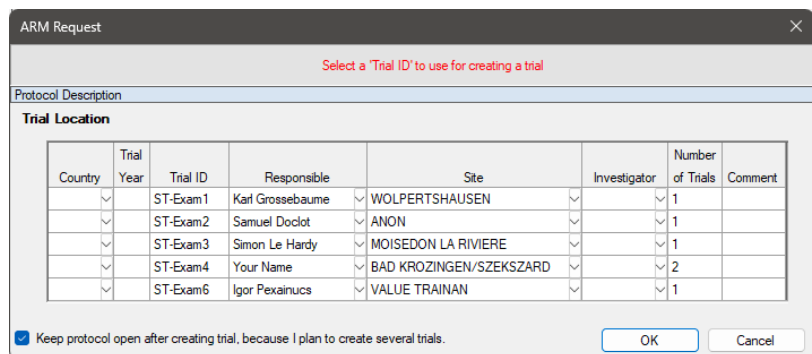 ARM Request
Select a 'Trial ID' to use for creating a trial
Protocol Description
Trial Location
Country Trial Year Trial ID Responsible Site Investigator Number of Trials Comment
ST-Exam1 Karl Grossebaume WOLPERTSHAUSEN 1
ST-Exam2 Samuel Doclot ANON 1
ST-Exam3 Simon Le Hardy MOISEDON LA RIVIERE 1
ST-Exam4 Your Name BAD KROZINGEN/SZEKSZARD 2
ST-Exam6 Igor Pexainucs VALUE TRAINAN 1
Keep protocol open after creating trial, because I plan to create several trials.
OK Cancel